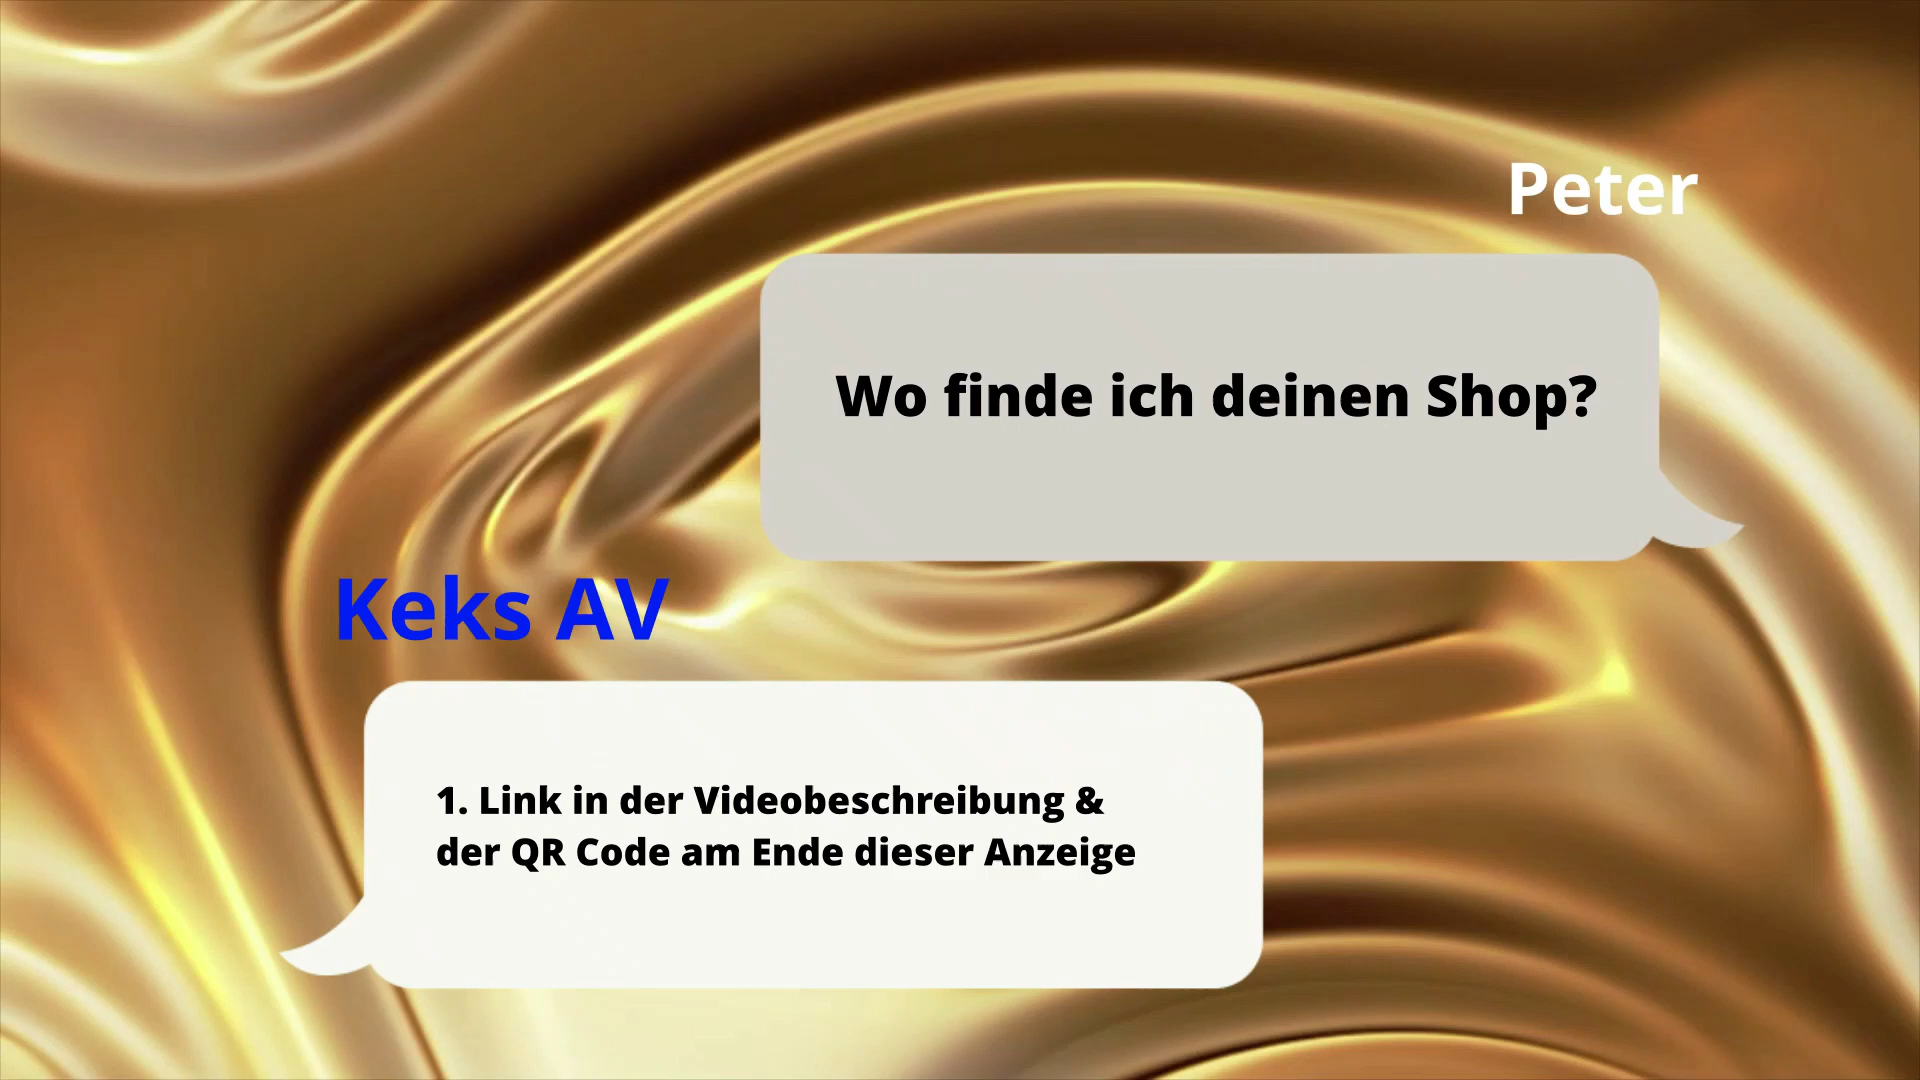 Peter
Wo finde ich deinen Shop?
Keks AV
1. Link in der Videobeschreibung &
der QR Code am Ende dieser Anzeige